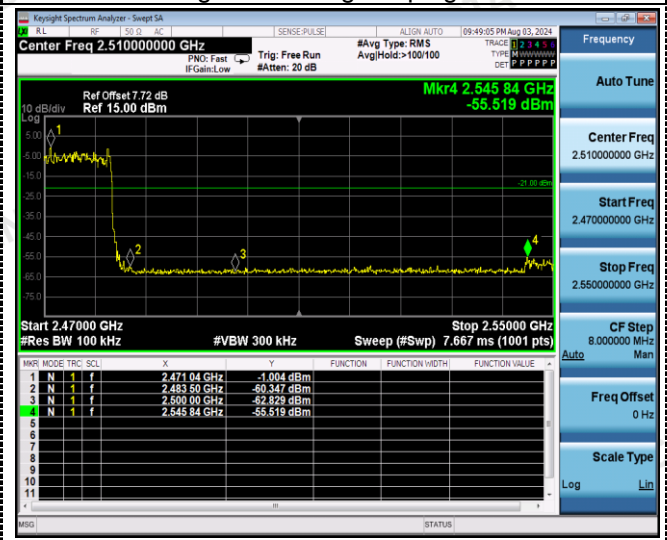 Keysight Spectrum Analyzer - Swept SA
RL RF 50 Ω AC SENSE:PULSE ALIGN AUTO 09:49:05 PM Aug 03, 2024
Center Freq 2.510000000 GHz #Avg Type: RMS TRACE 1 2 3 4 5 6
PNO: Fast Trig: Free Run Avg|Hold:>100/100 TYPE M W W W W W
IFGain:Low #Atten: 20 dB DET P P P P P P
Frequency
Auto Tune
Center Freq
2.510000000 GHz
Start Freq
2.470000000 GHz
Stop Freq
2.550000000 GHz
CF Step
8.000000 MHz
Auto Man
Freq Offset
0 Hz
Scale Type
Log Lin
Ref Offset 7.72 dB Mkr4 2.545 84 GHz
10 dB/div Ref 15.00 dBm -55.519 dBm
Log
5.00
-5.00
-15.0
-25.0
-35.0
-45.0
-55.0
-65.0
-75.0
1
2
3
4
-21.00 dBm
Start 2.47000 GHz Stop 2.55000 GHz
#Res BW 100 kHz #VBW 300 kHz Sweep (#Swp) 7.667 ms (1001 pts)
MKR MODE TRC SCL X Y FUNCTION FUNCTION WIDTH FUNCTION VALUE
1 N 1 f 2.471 04 GHz -1.004 dBm
2 N 1 f 2.483 50 GHz -60.347 dBm
3 N 1 f 2.500 00 GHz -62.829 dBm
4 N 1 f 2.545 84 GHz -55.519 dBm
5
6
7
8
9
10
11
MSG STATUS